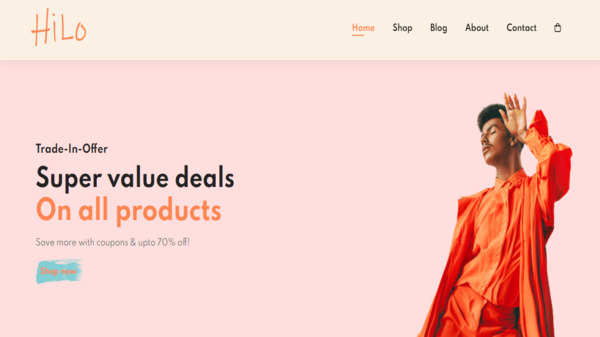 HiLo
Home Shop Blog About Contact
Trade-In-Offer
Super value deals
On all products
Save more with coupons & upto 70% off!
Shop now